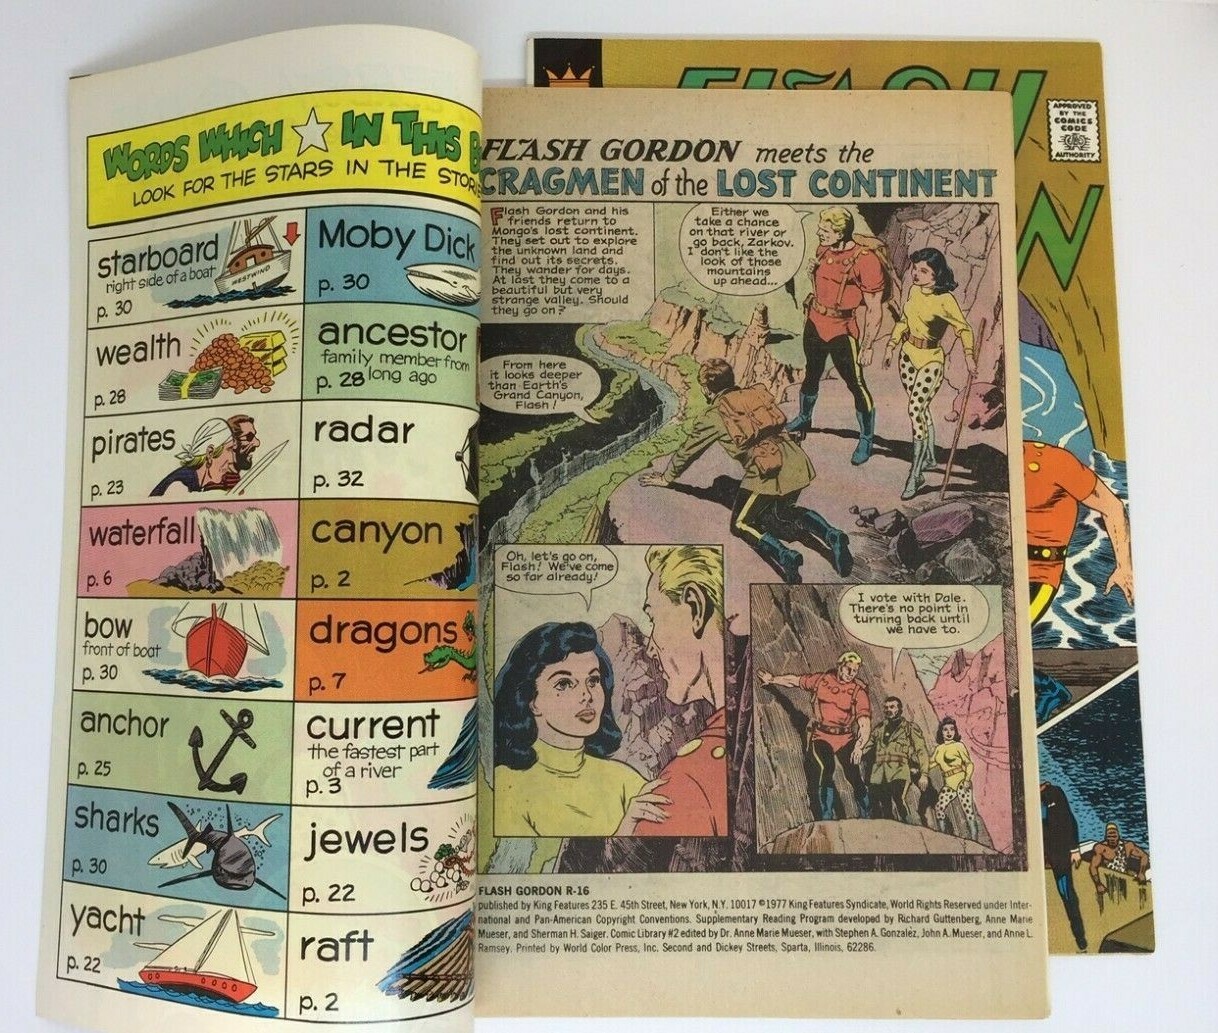 WORDS WHICH IN THIS B
LOOK FOR THE STARS IN THE STOR
starboard
right side of a boat
p. 30
WESTWIND
Moby Dick
p. 30
wealth
p. 28
ancestor
family member from
long ago
p. 28
pirates
p. 23
radar
p. 32
waterfall
p. 6
canyon
p. 2
bow
front of boat
p. 30
dragons
p. 7
anchor
p. 25
current
the fastest part
of a river
p. 3
sharks
p. 30
jewels
p. 22
yacht
p. 22
raft
p. 2
FLASH GORDON meets the
CRAGMEN of the LOST CONTINENT
Flash Gordon and his
friends return to
Mongo's lost continent.
They set out to explore
the unknown land and
find out its secrets.
They wander for days.
At last they come to a
beautiful but very
strange valley. Should
they go on?
Either we
take a chance
on that river or
go back, Zarkov.
I don't like the
look of those
mountains
up ahead...
From here
it looks deeper
than Earth's
Grand Canyon,
Flash!
Oh, let's go on,
Flash! We've come
so far already!
I vote with Dale.
There's no point in
turning back until
we have to.
FLASH GORDON R-16
published by King Features 235 E. 45th Street, New York, N.Y. 10017 ©1977 King Features Syndicate, World Rights Reserved under Inter-
national and Pan-American Copyright Conventions. Supplementary Reading Program developed by Richard Guttenberg, Anne Marie
Mueser, and Sherman H. Saiger. Comic Library #2 edited by Dr. Anne Marie Mueser, with Stephen A. Gonzalez, John A. Mueser, and Anne L.
Ramsey. Printed by World Color Press, Inc. Second and Dickey Streets, Sparta, Illinois, 62286.
FLASH
N
APPROVED
BY THE
COMICS
CODE
AUTHORITY